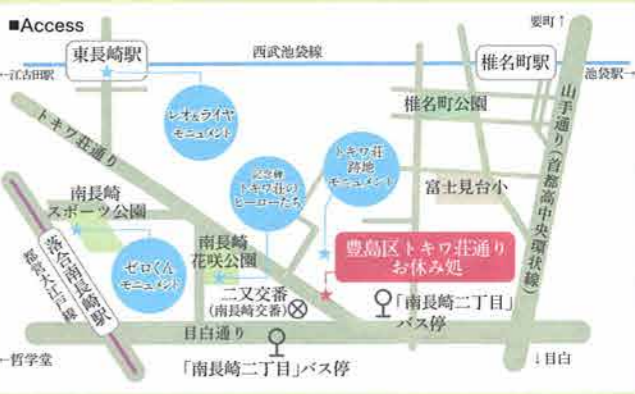 ■Access
要町↑
東長崎駅
西武池袋線
椎名町駅
←江古田駅
池袋駅→
レオ&ライヤ
モニュメント
トキワ荘通り
椎名町公園
山手通り(首都高中央環状線)
記念碑
トキワ荘の
ヒーローたち
トキワ荘
跡地
モニュメント
南長崎
スポーツ公園
富士見台小
落合南長崎駅
都営大江戸線
ゼロくん
モニュメント
南長崎
花咲公園
豊島区トキワ荘通り
お休み処
二又交番
(南長崎交番)
「南長崎二丁目」
バス停
目白通り
←哲学堂
「南長崎二丁目」バス停
↓目白